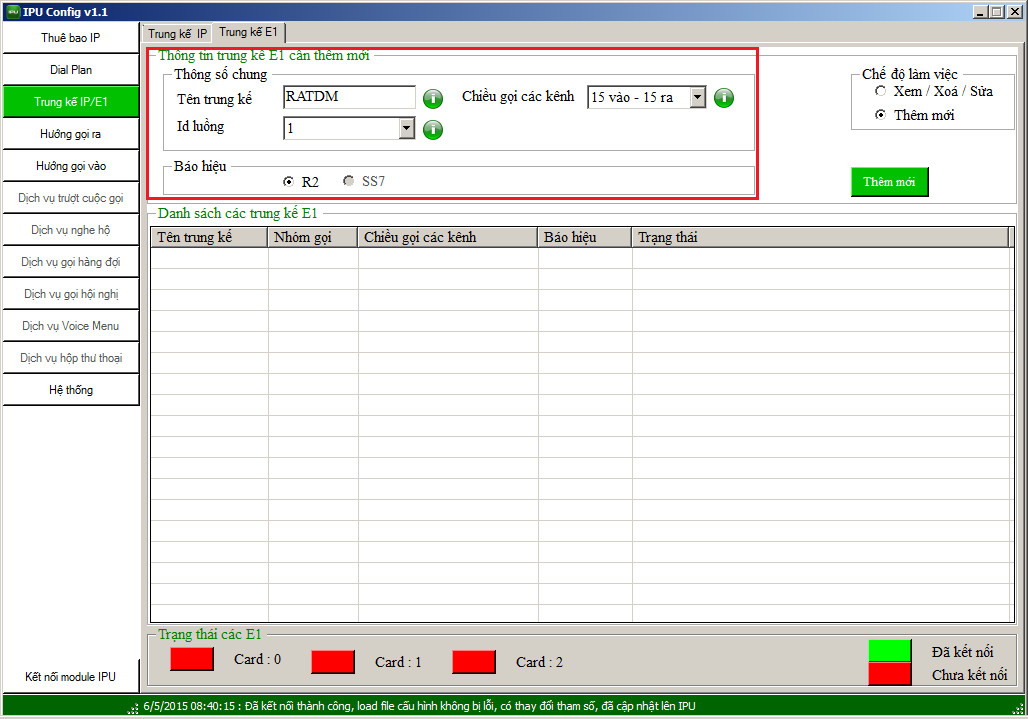 IPU Config v1.1
Thuê bao IP
Dial Plan
Trung kế IP/E1
Hướng gọi ra
Hướng gọi vào
Dịch vụ trượt cuộc gọi
Dịch vụ nghe hộ
Dịch vụ gọi hàng đợi
Dịch vụ gọi hội nghị
Dịch vụ Voice Menu
Dịch vụ hộp thư thoại
Hệ thống
Kết nối module IPU
Trung kế IP
Trung kế E1
Thông tin trung kế E1 cần thêm mới
Thông số chung
Tên trung kế
RATDM
Chiều gọi các kênh
15 vào - 15 ra
Id luồng
1
Báo hiệu
R2
SS7
Chế độ làm việc
Xem / Xoá / Sửa
Thêm mới
Thêm mới
Danh sách các trung kế E1
Tên trung kế
Nhóm gọi
Chiều gọi các kênh
Báo hiệu
Trạng thái
Trạng thái các E1
Card : 0
Card : 1
Card : 2
Đã kết nối
Chưa kết nối
6/5/2015 08:40:15 : Đã kết nối thành công, load file cấu hình không bị lỗi, có thay đổi tham số, đã cập nhật lên IPU